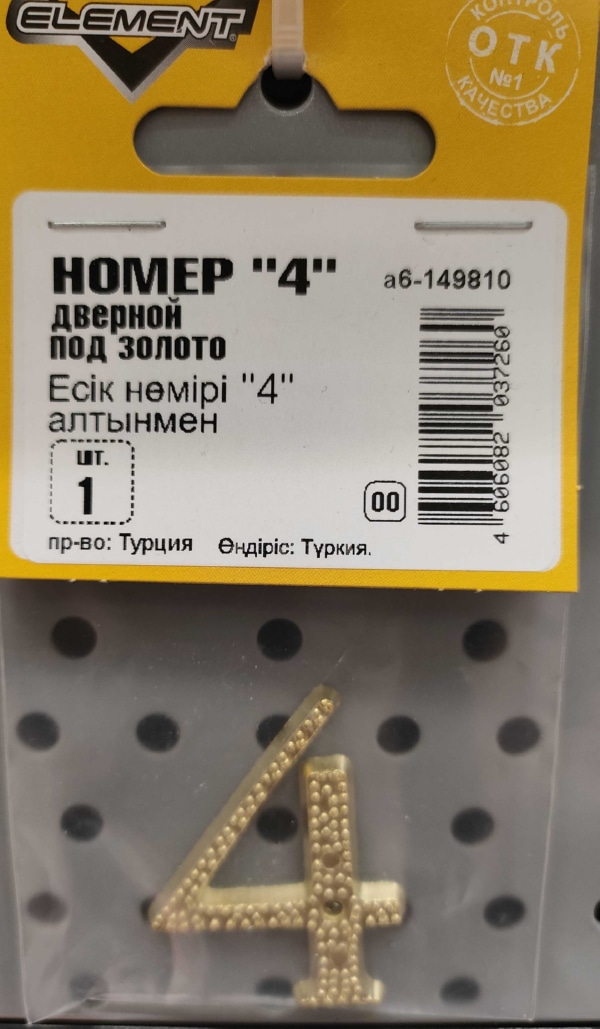 ELEMENT
КОНТРОЛЬ
ОТК
№1
КАЧЕСТВА
НОМЕР "4"
дверной
под золото
а6-149810
Есік нөмірі "4"
алтынмен
шт.
1
00
4 606082 037260
пр-во: Турция Өндіріс: Түркия.
4